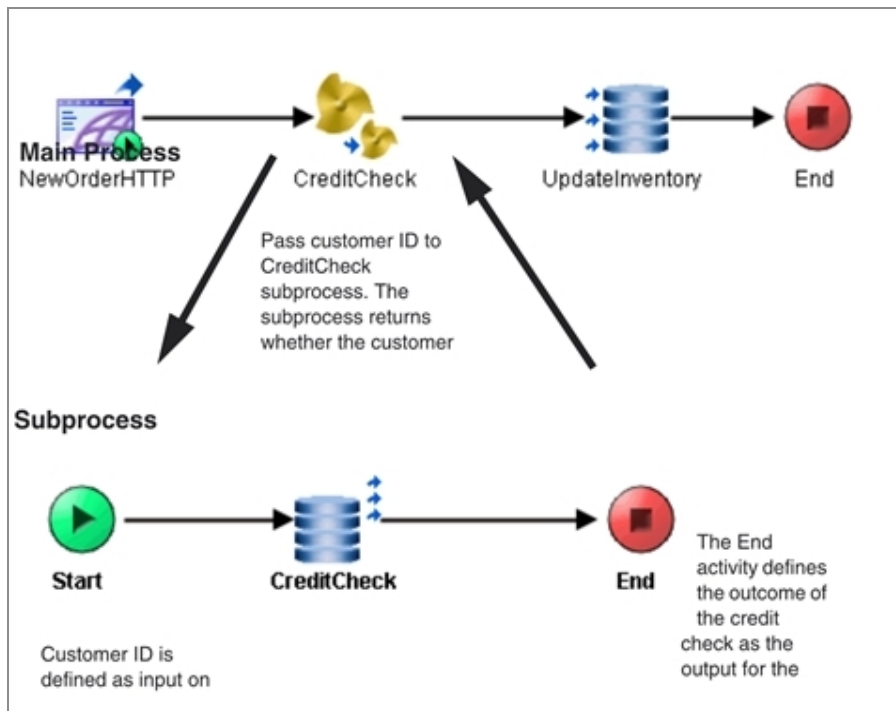 Main Process
NewOrderHTTP
CreditCheck
UpdateInventory
End
Pass customer ID to
CreditCheck
subprocess. The
subprocess returns
whether the customer
Subprocess
Start
CreditCheck
End
Customer ID is
defined as input on
The End
activity defines
the outcome of
the credit
check as the
output for the